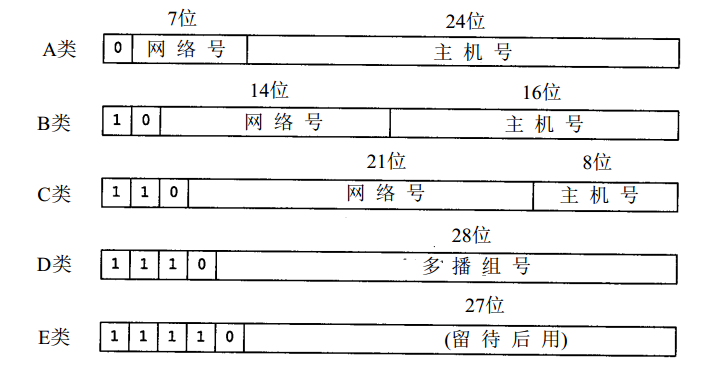 7位 24位
A类 0 网络号 主机号
14位 16位
B类 1 0 网络号 主机号
21位 8位
C类 1 1 0 网络号 主机号
28位
D类 1 1 1 0 多播组号
27位
E类 1 1 1 1 0 (留待后用)